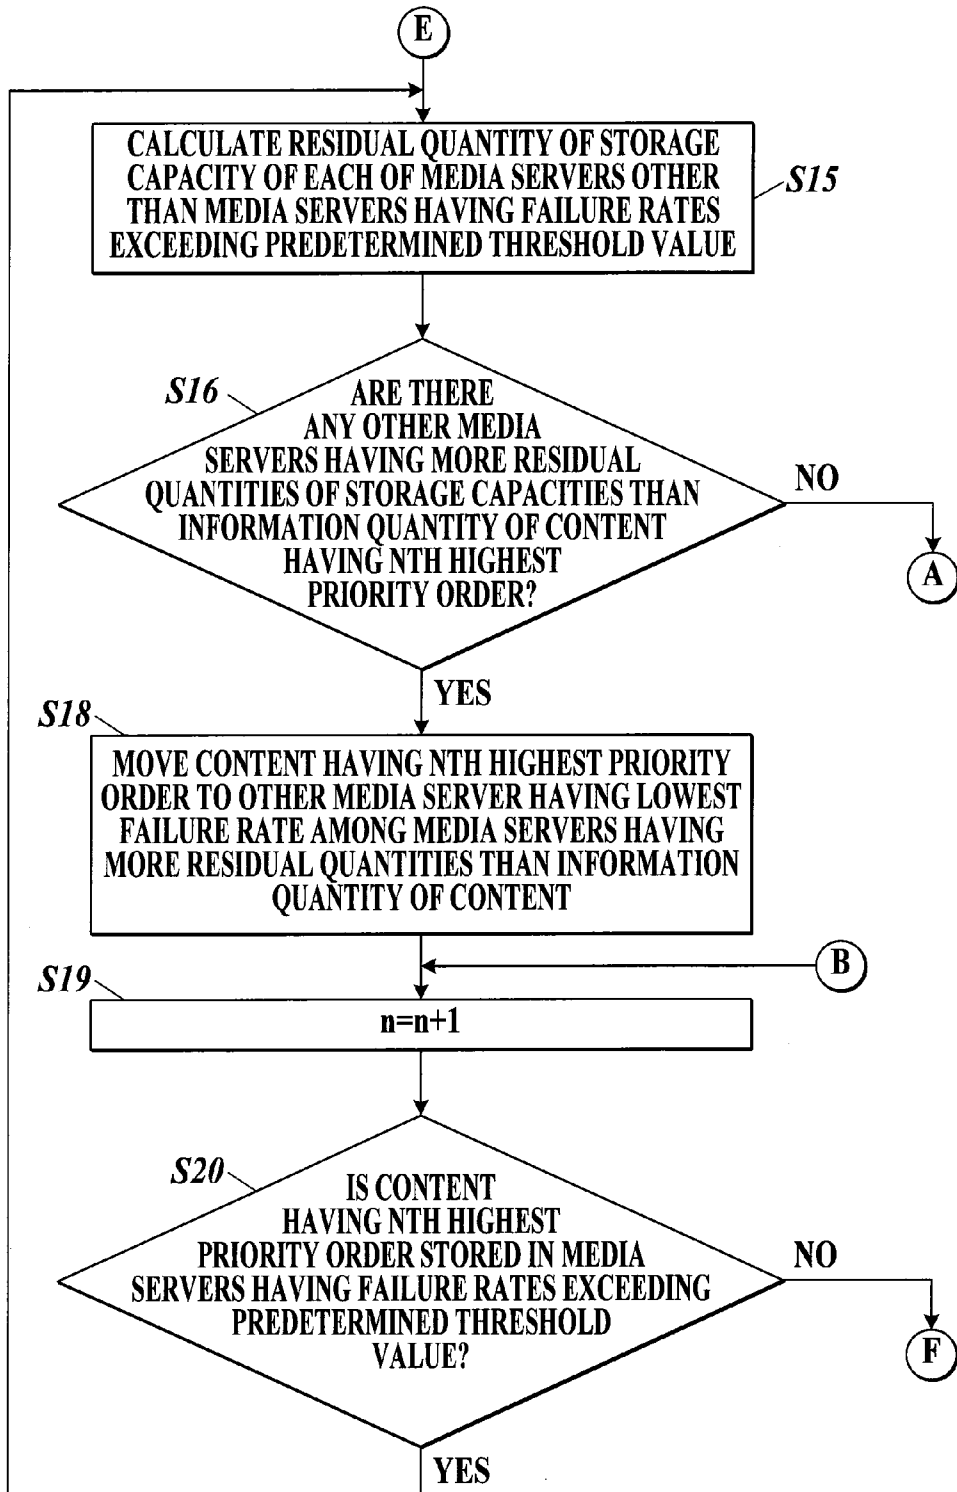 E
CALCULATE RESIDUAL QUANTITY OF STORAGE
CAPACITY OF EACH OF MEDIA SERVERS OTHER
THAN MEDIA SERVERS HAVING FAILURE RATES
EXCEEDING PREDETERMINED THRESHOLD VALUE
S15
S16
ARE THERE
ANY OTHER MEDIA
SERVERS HAVING MORE RESIDUAL
QUANTITIES OF STORAGE CAPACITIES THAN
INFORMATION QUANTITY OF CONTENT
HAVING NTH HIGHEST
PRIORITY ORDER?
NO
A
YES
S18
MOVE CONTENT HAVING NTH HIGHEST PRIORITY
ORDER TO OTHER MEDIA SERVER HAVING LOWEST
FAILURE RATE AMONG MEDIA SERVERS HAVING
MORE RESIDUAL QUANTITIES THAN INFORMATION
QUANTITY OF CONTENT
B
S19
n=n+1
S20
IS CONTENT
HAVING NTH HIGHEST
PRIORITY ORDER STORED IN MEDIA
SERVERS HAVING FAILURE RATES EXCEEDING
PREDETERMINED THRESHOLD
VALUE?
NO
F
YES